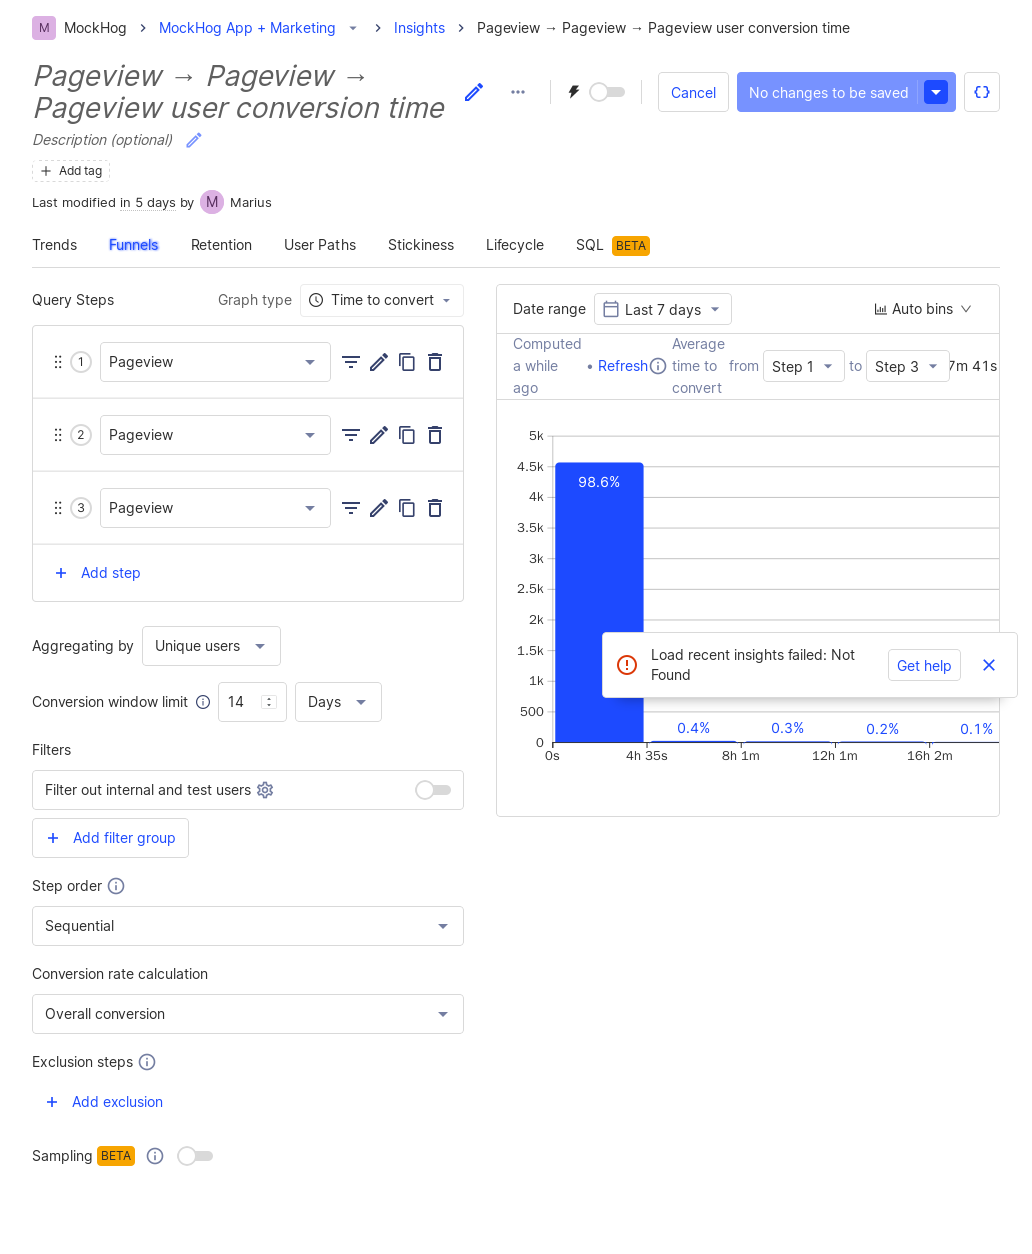 M MockHog > MockHog App + Marketing > Insights > Pageview → Pageview → Pageview user conversion time
Pageview → Pageview →
Pageview user conversion time
Cancel
No changes to be saved
Description (optional)
+ Add tag
Last modified in 5 days by M Marius
Trends Funnels Retention User Paths Stickiness Lifecycle SQL BETA
Query Steps
Graph type
Time to convert
1 Pageview
2 Pageview
3 Pageview
+ Add step
Aggregating by Unique users
Conversion window limit 14 Days
Filters
Filter out internal and test users
+ Add filter group
Step order
Sequential
Conversion rate calculation
Overall conversion
Exclusion steps
+ Add exclusion
Sampling BETA
Date range Last 7 days
Auto bins
Computed
a while
ago
• Refresh
Average
time to
convert
from Step 1 to Step 3 7m 41s
5k
4.5k
4k
3.5k
3k
2.5k
2k
1.5k
1k
500
0
98.6%
0.4%
0.3%
0.2%
0.1%
0s
4h 35s
8h 1m
12h 1m
16h 2m
Load recent insights failed: Not
Found
Get help